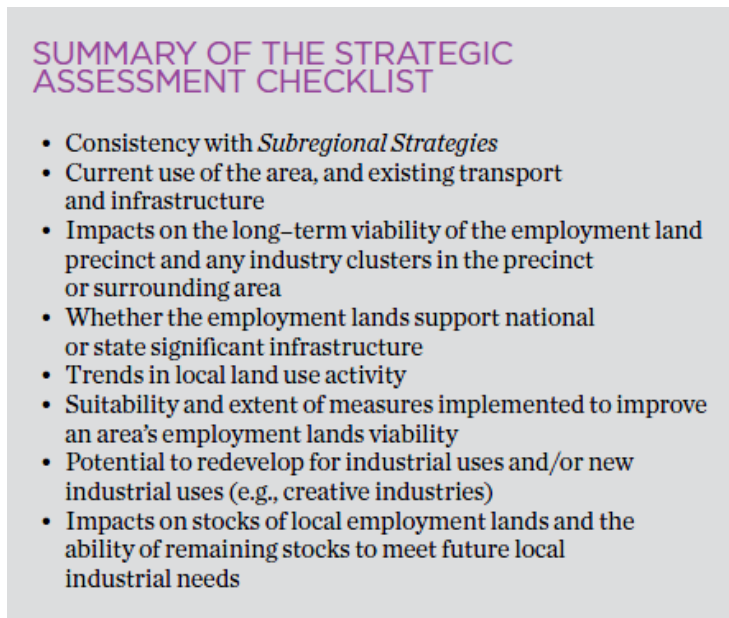 SUMMARY OF THE STRATEGIC
ASSESSMENT CHECKLIST
• Consistency with Subregional Strategies
• Current use of the area, and existing transport
and infrastructure
• Impacts on the long–term viability of the employment land
precinct and any industry clusters in the precinct
or surrounding area
• Whether the employment lands support national
or state significant infrastructure
• Trends in local land use activity
• Suitability and extent of measures implemented to improve
an area’s employment lands viability
• Potential to redevelop for industrial uses and/or new
industrial uses (e.g., creative industries)
• Impacts on stocks of local employment lands and the
ability of remaining stocks to meet future local
industrial needs